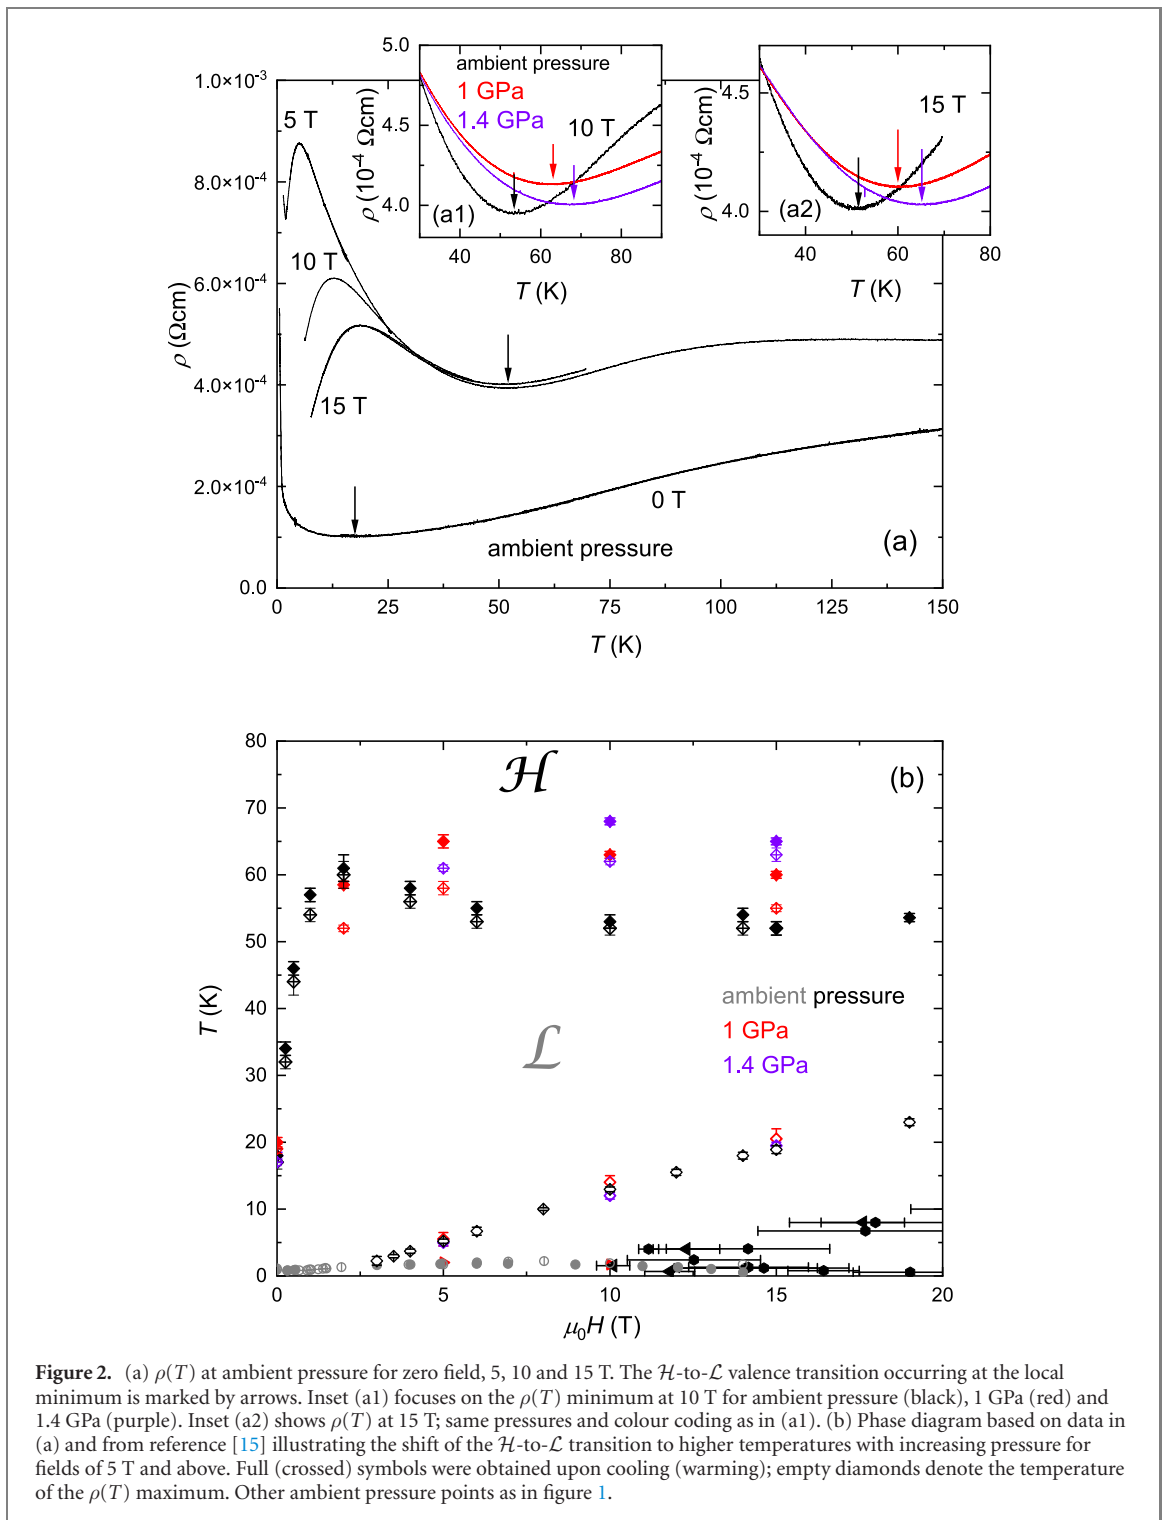 5.0
4.5
4.0
ρ (10⁻⁴ Ωcm)
ambient pressure
1 GPa
1.4 GPa
10 T
(a1)
40 60 80
T (K)
4.5
4.0
ρ (10⁻⁴ Ωcm)
15 T
(a2)
40 60 80
T (K)
1.0×10⁻³
8.0×10⁻⁴
6.0×10⁻⁴
4.0×10⁻⁴
2.0×10⁻⁴
0.0
ρ (Ωcm)
5 T
10 T
15 T
0 T
ambient pressure
(a)
0 25 50 75 100 125 150
T (K)
80
70
60
50
40
30
20
10
0
T (K)
ℋ
(b)
ℒ
ambient pressure
1 GPa
1.4 GPa
0 5 10 15 20
μ₀H (T)
Figure 2. (a) ρ(T) at ambient pressure for zero field, 5, 10 and 15 T. The ℋ-to-ℒ valence transition occurring at the local
minimum is marked by arrows. Inset (a1) focuses on the ρ(T) minimum at 10 T for ambient pressure (black), 1 GPa (red) and
1.4 GPa (purple). Inset (a2) shows ρ(T) at 15 T; same pressures and colour coding as in (a1). (b) Phase diagram based on data in
(a) and from reference [15] illustrating the shift of the ℋ-to-ℒ transition to higher temperatures with increasing pressure for
fields of 5 T and above. Full (crossed) symbols were obtained upon cooling (warming); empty diamonds denote the temperature
of the ρ(T) maximum. Other ambient pressure points as in figure 1.